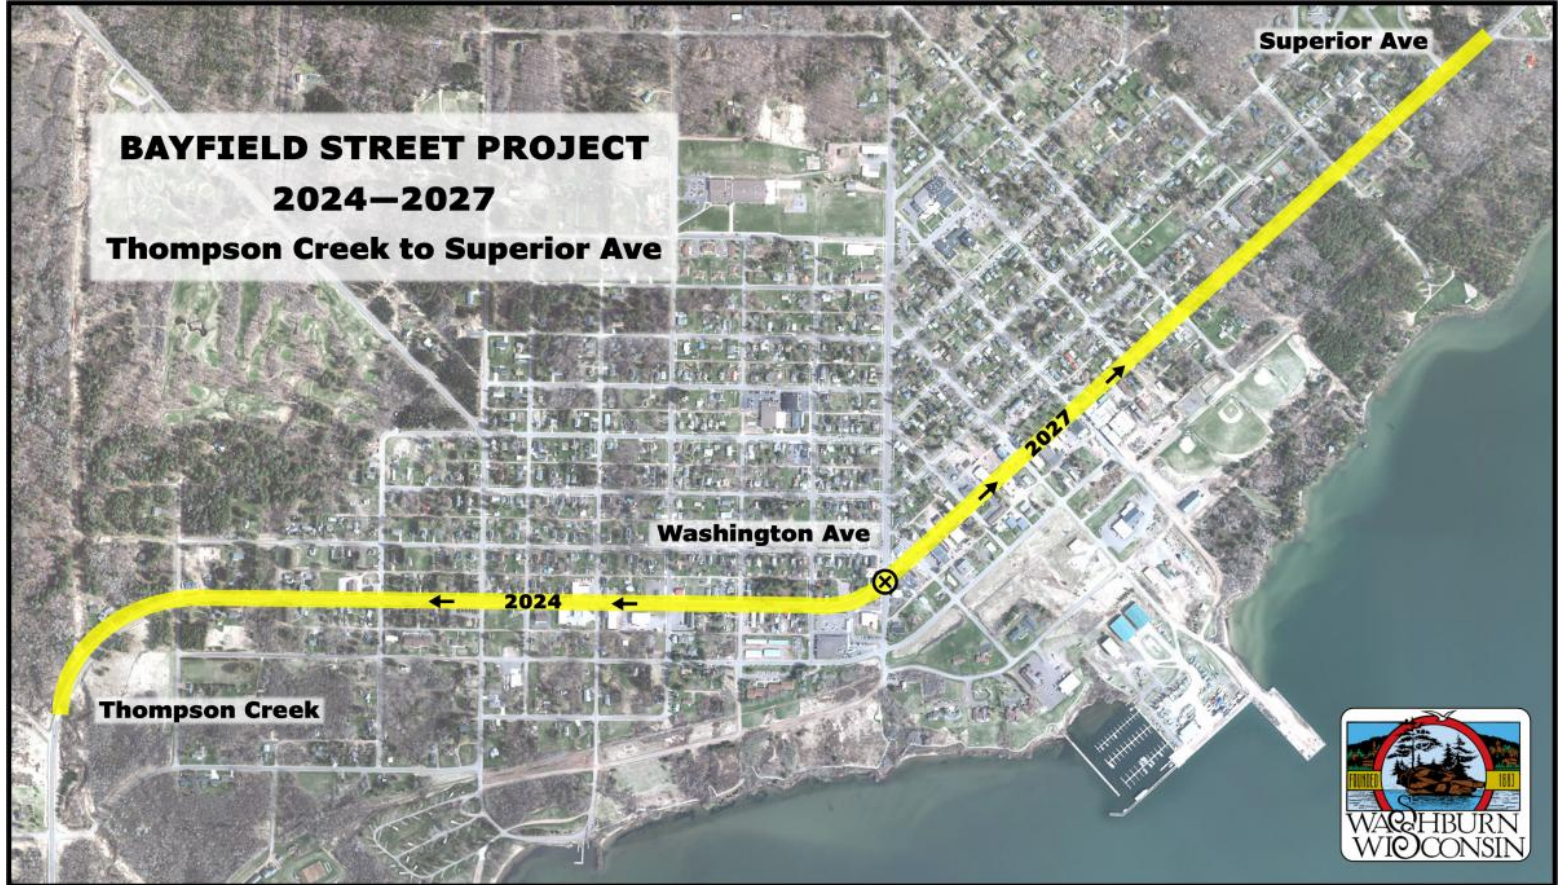 Superior Ave
BAYFIELD STREET PROJECT
2024—2027
Thompson Creek to Superior Ave
2027
Washington Ave
2024
Thompson Creek
FOUNDED 1883
WASHBURN
WISCONSIN